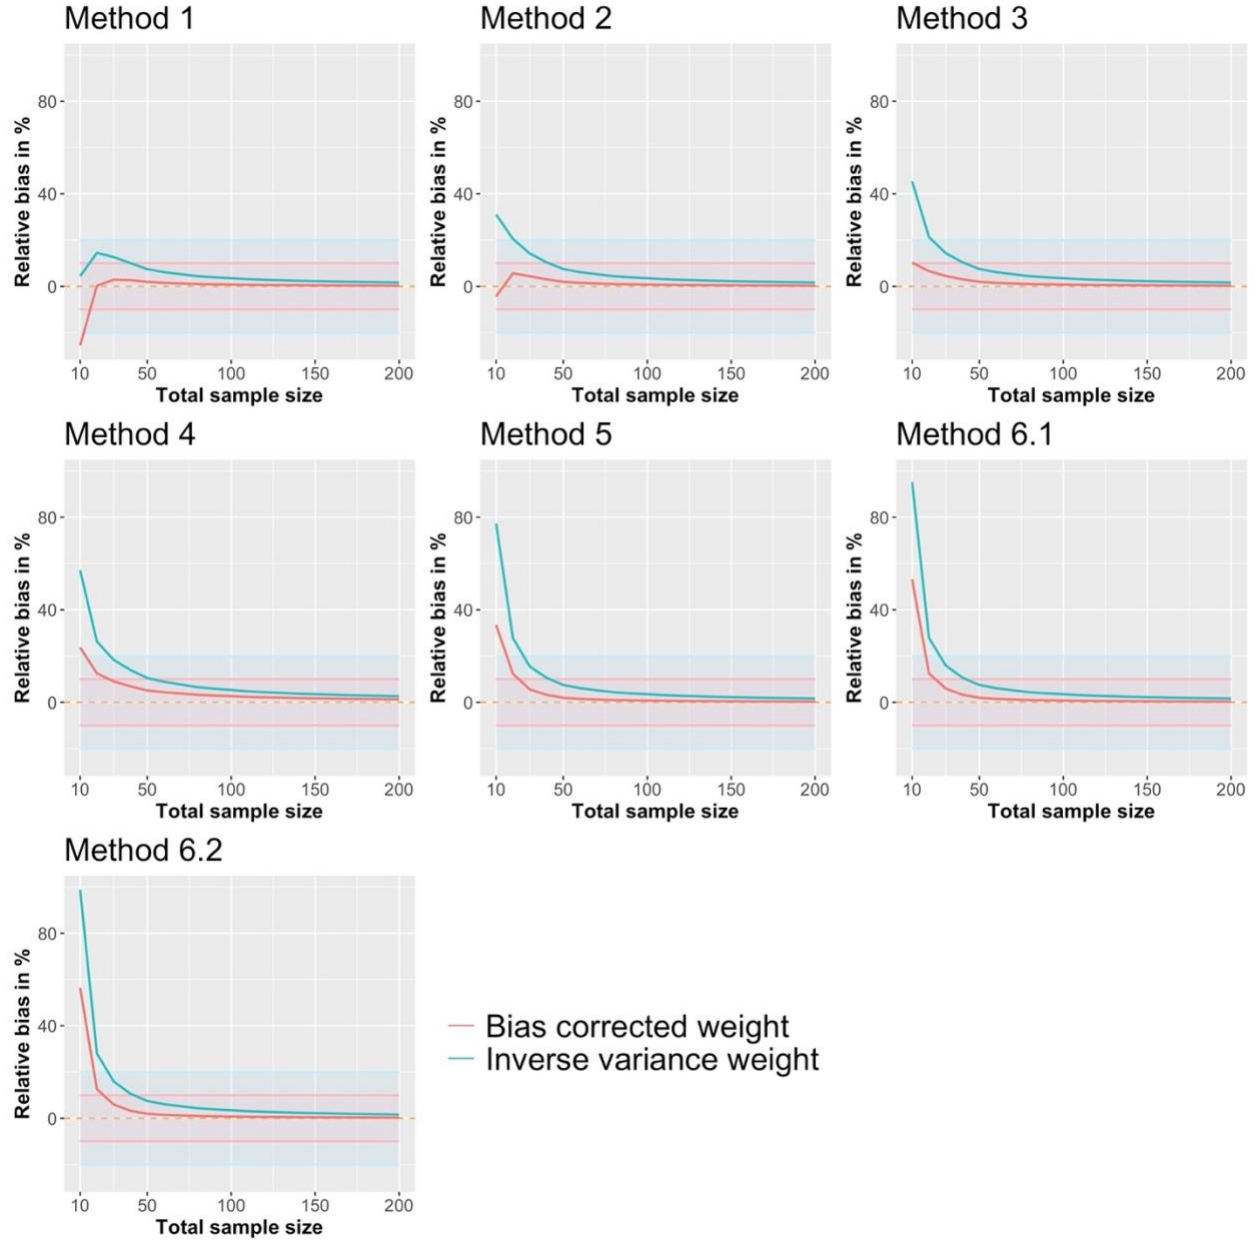 Method 1
Method 2
Method 3
Relative bias in %
80
40
0
10 50 100 150 200
Total sample size
Relative bias in %
80
40
0
10 50 100 150 200
Total sample size
Relative bias in %
80
40
0
10 50 100 150 200
Total sample size
Method 4
Method 5
Method 6.1
Relative bias in %
80
40
0
10 50 100 150 200
Total sample size
Relative bias in %
80
40
0
10 50 100 150 200
Total sample size
Relative bias in %
80
40
0
10 50 100 150 200
Total sample size
Method 6.2
Relative bias in %
80
40
0
10 50 100 150 200
Total sample size
Bias corrected weight
Inverse variance weight